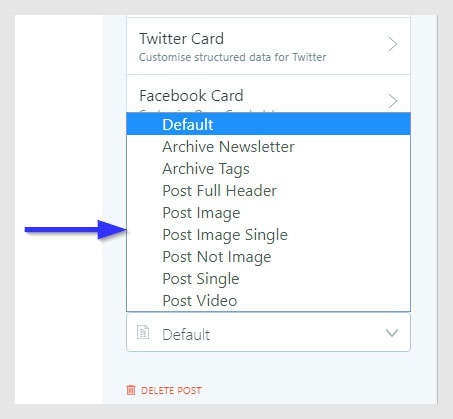 Twitter Card
Customise structured data for Twitter
Facebook Card
Default
Archive Newsletter
Archive Tags
Post Full Header
Post Image
Post Image Single
Post Not Image
Post Single
Post Video
Default
DELETE POST